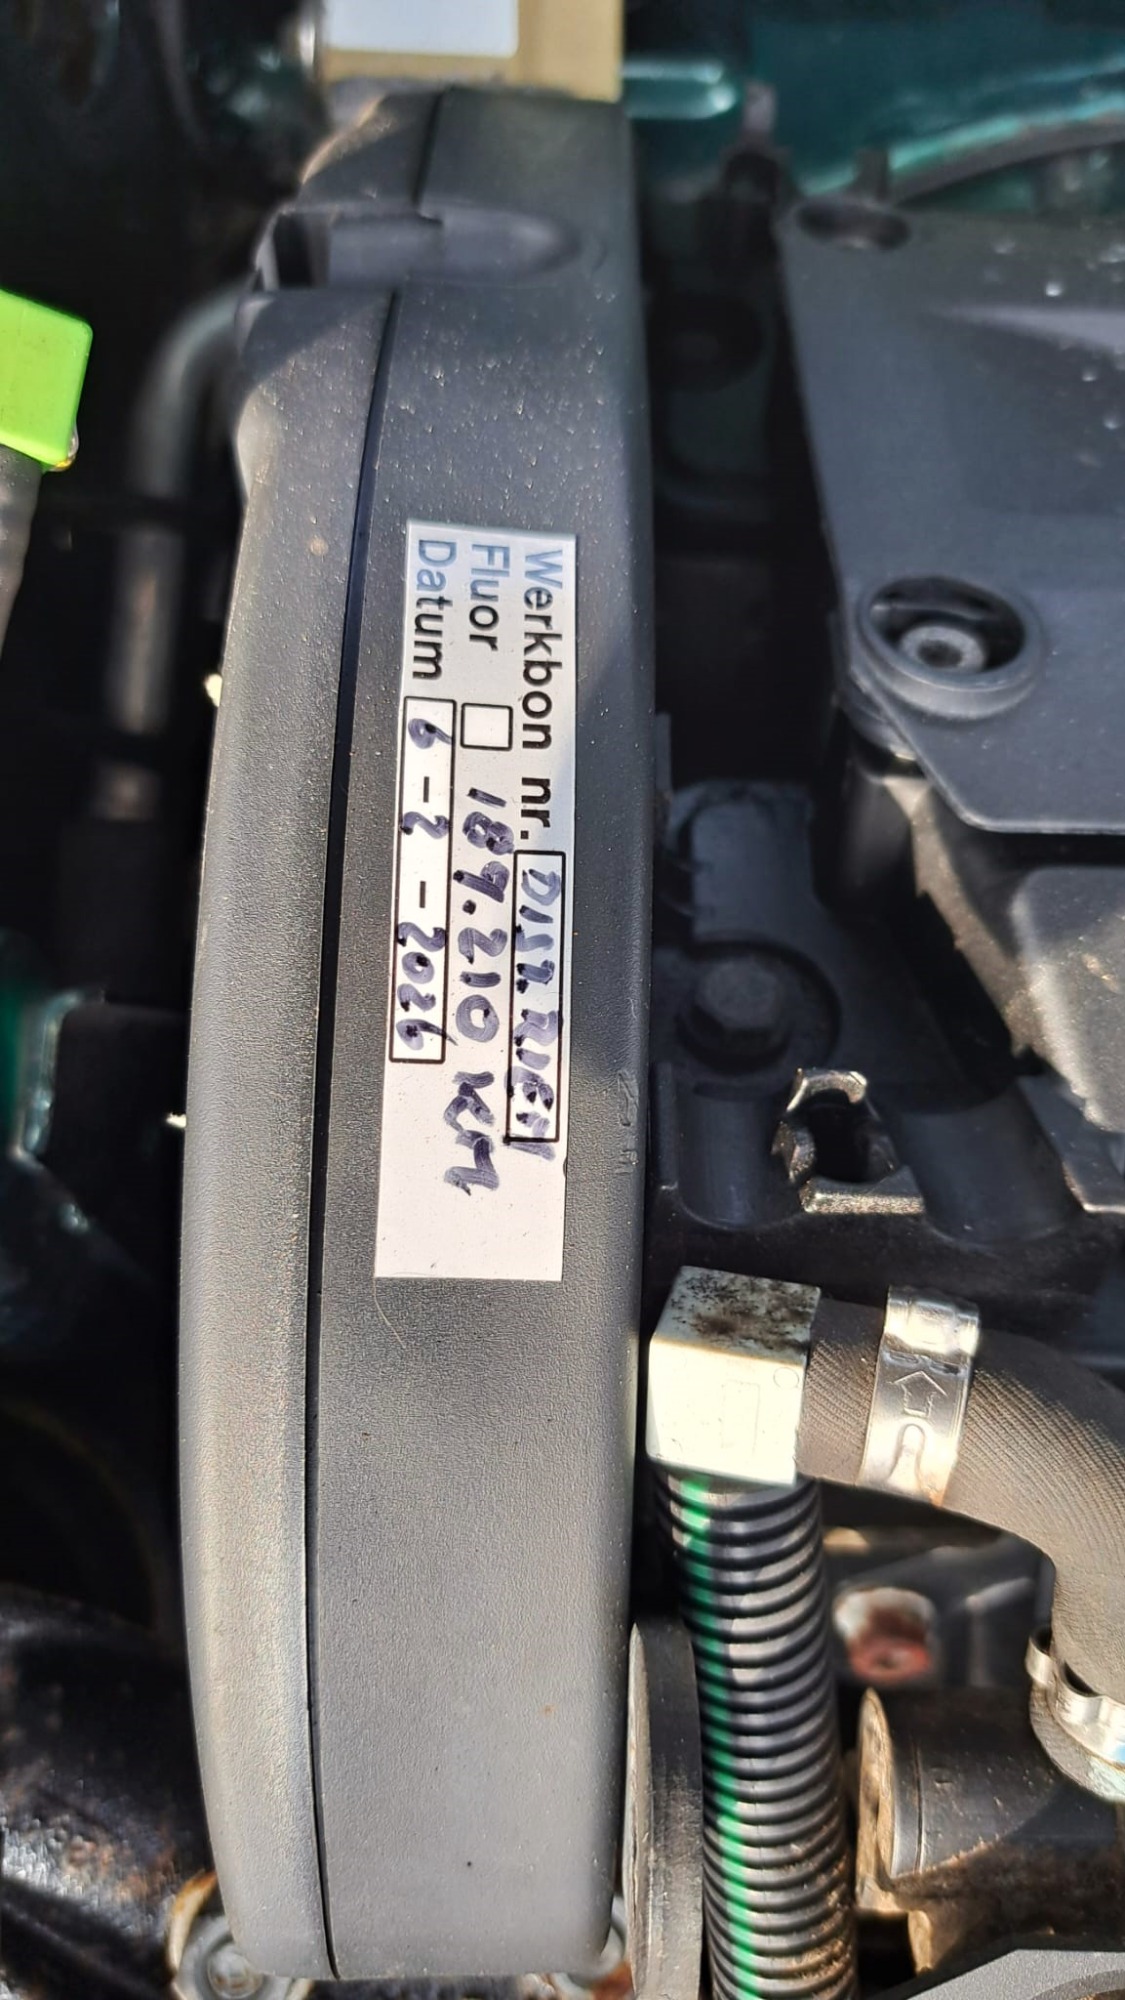 Werkbon nr. DISTRIEM
Fluor 189.210 KM
Datum 6-2-2026